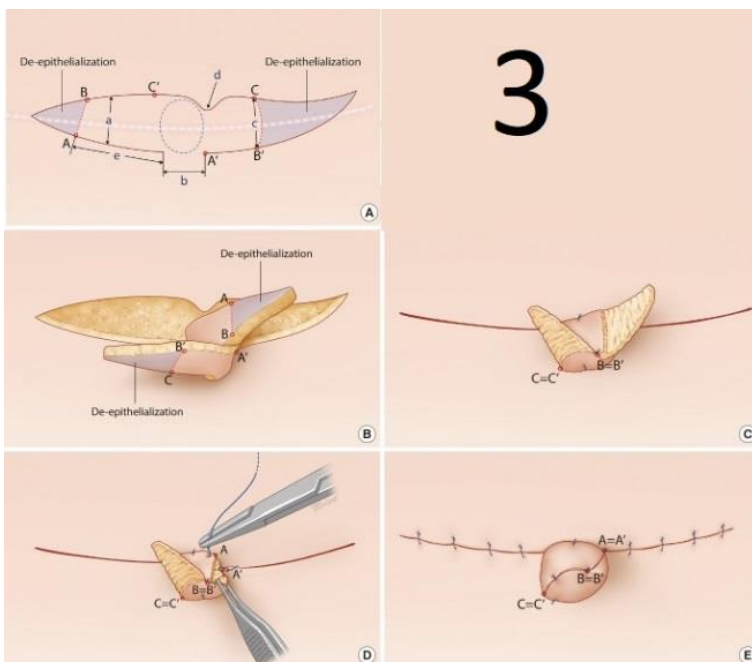 De-epithelialization
C'
d
De-epithelialization
B
C
a
c
A
e
A'
B'
b
A
3
De-epithelialization
A
B
B'
A'
C
De-epithelialization
B
C=C'
B=B'
C
A
A'
B=B'
C=C'
D
A=A'
B=B'
C=C'
E